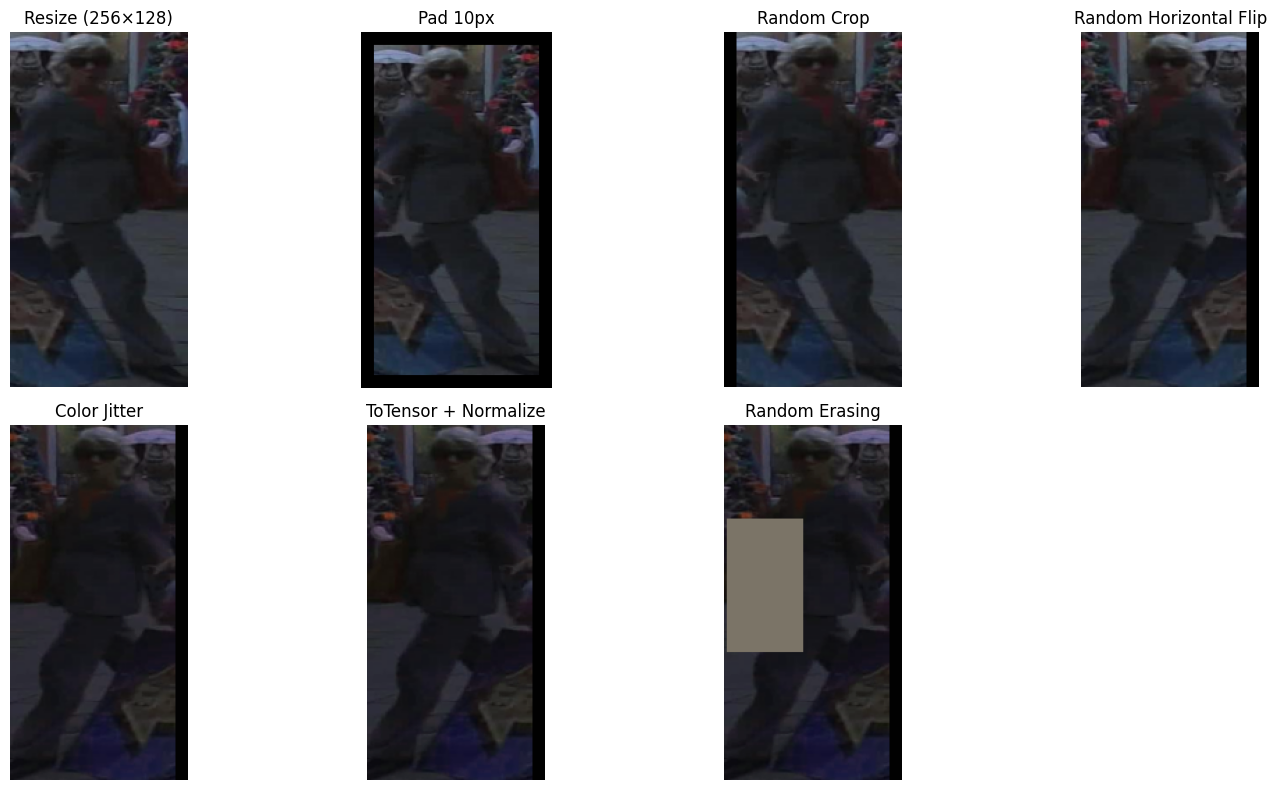 Resize (256×128)
Pad 10px
Random Crop
Random Horizontal Flip
Color Jitter
ToTensor + Normalize
Random Erasing